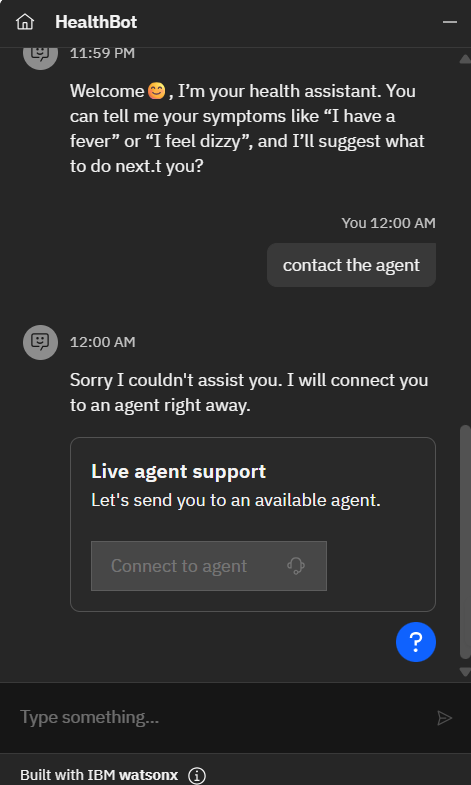 HealthBot
11:59 PM
Welcome😊, I’m your health assistant. You
can tell me your symptoms like “I have a
fever” or “I feel dizzy”, and I’ll suggest what
to do next.t you?
You 12:00 AM
contact the agent
12:00 AM
Sorry I couldn't assist you. I will connect you
to an agent right away.
Live agent support
Let's send you to an available agent.
Connect to agent
?
Type something...
Built with IBM watsonx